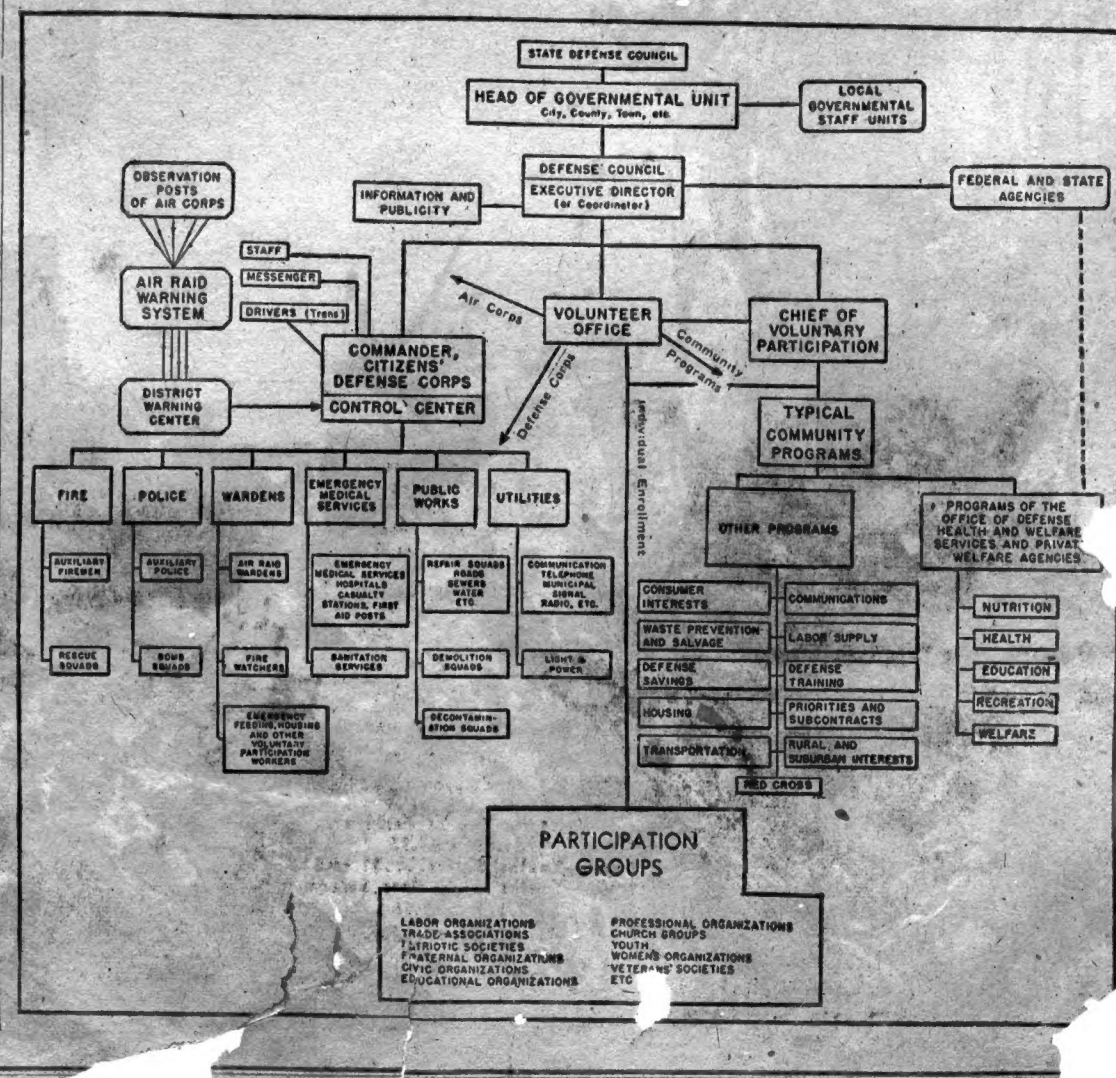 STATE DEFENSE COUNCIL
HEAD OF GOVERNMENTAL UNIT
City, County, Town, etc.
LOCAL
GOVERNMENTAL
STAFF UNITS
DEFENSE COUNCIL
EXECUTIVE DIRECTOR
(or Coordinator)
INFORMATION AND
PUBLICITY
FEDERAL AND STATE
AGENCIES
OBSERVATION
POSTS
OF AIR CORPS
AIR RAID
WARNING
SYSTEM
DISTRICT
WARNING
CENTER
STAFF
MESSENGER
DRIVERS (Trans)
COMMANDER,
CITIZENS'
DEFENSE CORPS
CONTROL CENTER
Air Corps
Defense Corps
VOLUNTEER
OFFICE
Community
Programs
Individual Enrollment
CHIEF OF
VOLUNTARY
PARTICIPATION
TYPICAL
COMMUNITY
PROGRAMS
FIRE
POLICE
WARDENS
EMERGENCY
MEDICAL
SERVICES
PUBLIC
WORKS
UTILITIES
AUXILIARY
FIREMEN
AUXILIARY
POLICE
AIR RAID
WARDENS
EMERGENCY
MEDICAL SERVICES
HOSPITALS
CASUALTY
STATIONS, FIRST
AID POSTS
REPAIR SQUADS
ROADS
SEWERS
WATER
ETC.
COMMUNICATION
TELEPHONE
MUNICIPAL
SIGNAL
RADIO, ETC.
RESCUE
SQUADS
BOMB
SQUADS
FIRE
WATCHERS
SANITATION
SERVICES
DEMOLITION
SQUADS
LIGHT &
POWER
EMERGENCY
FEEDING, HOUSING
AND OTHER
VOLUNTARY
PARTICIPATION
WORKERS
DECONTAMIN-
ATION SQUADS
OTHER PROGRAMS
PROGRAMS OF THE
OFFICE OF DEFENSE
HEALTH AND WELFARE
SERVICES AND PRIVAT
WELFARE AGENCIES
CONSUMER
INTERESTS
WASTE PREVENTION
AND SALVAGE
DEFENSE
SAVINGS
HOUSING
TRANSPORTATION
COMMUNICATIONS
LABOR SUPPLY
DEFENSE
TRAINING
PRIORITIES AND
SUBCONTRACTS
RURAL AND
SUBURBAN INTERESTS
RED CROSS
NUTRITION
HEALTH
EDUCATION
RECREATION
WELFARE
PARTICIPATION
GROUPS
LABOR ORGANIZATIONS
TRADE ASSOCIATIONS
PATRIOTIC SOCIETIES
FRATERNAL ORGANIZATIONS
CIVIC ORGANIZATIONS
EDUCATIONAL ORGANIZATIONS
PROFESSIONAL ORGANIZATIONS
CHURCH GROUPS
YOUTH
WOMEN'S ORGANIZATIONS
VETERANS' SOCIETIES
ETC